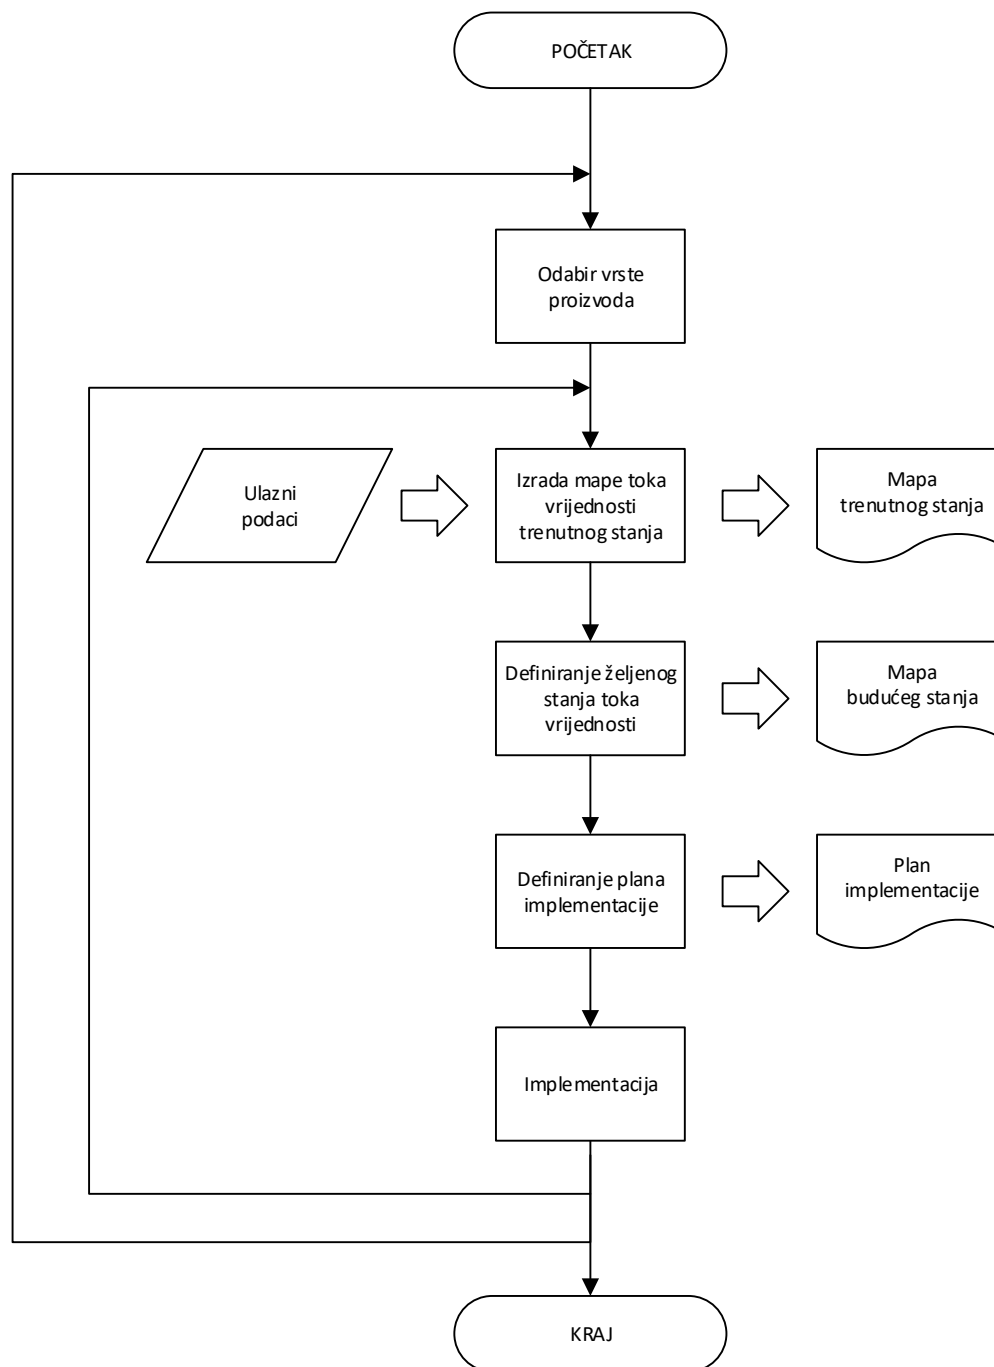 POČETAK
Odabir vrste
proizvoda
Ulazni
podaci
Izrada mape toka
vrijednosti
trenutnog stanja
Mapa
trenutnog stanja
Definiranje željenog
stanja toka
vrijednosti
Mapa
budućeg stanja
Definiranje plana
implementacije
Plan
implementacije
Implementacija
KRAJ